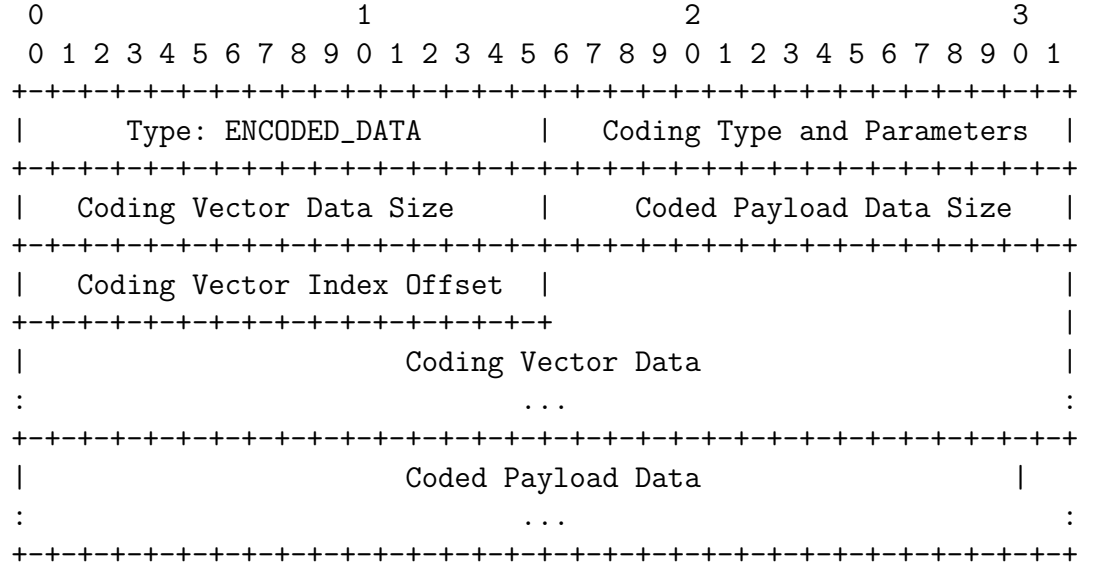 0                   1                   2                   3
 0 1 2 3 4 5 6 7 8 9 0 1 2 3 4 5 6 7 8 9 0 1 2 3 4 5 6 7 8 9 0 1
+-+-+-+-+-+-+-+-+-+-+-+-+-+-+-+-+-+-+-+-+-+-+-+-+-+-+-+-+-+-+-+-+
|      Type: ENCODED_DATA       |   Coding Type and Parameters  |
+-+-+-+-+-+-+-+-+-+-+-+-+-+-+-+-+-+-+-+-+-+-+-+-+-+-+-+-+-+-+-+-+
|   Coding Vector Data Size     |     Coded Payload Data Size   |
+-+-+-+-+-+-+-+-+-+-+-+-+-+-+-+-+-+-+-+-+-+-+-+-+-+-+-+-+-+-+-+-+
|   Coding Vector Index Offset  |                               |
+-+-+-+-+-+-+-+-+-+-+-+-+-+-+-+-+                               |
|                       Coding Vector Data                      |
:                              ...                              :
+-+-+-+-+-+-+-+-+-+-+-+-+-+-+-+-+-+-+-+-+-+-+-+-+-+-+-+-+-+-+-+-+
|                       Coded Payload Data                   |
:                              ...                              :
+-+-+-+-+-+-+-+-+-+-+-+-+-+-+-+-+-+-+-+-+-+-+-+-+-+-+-+-+-+-+-+-+